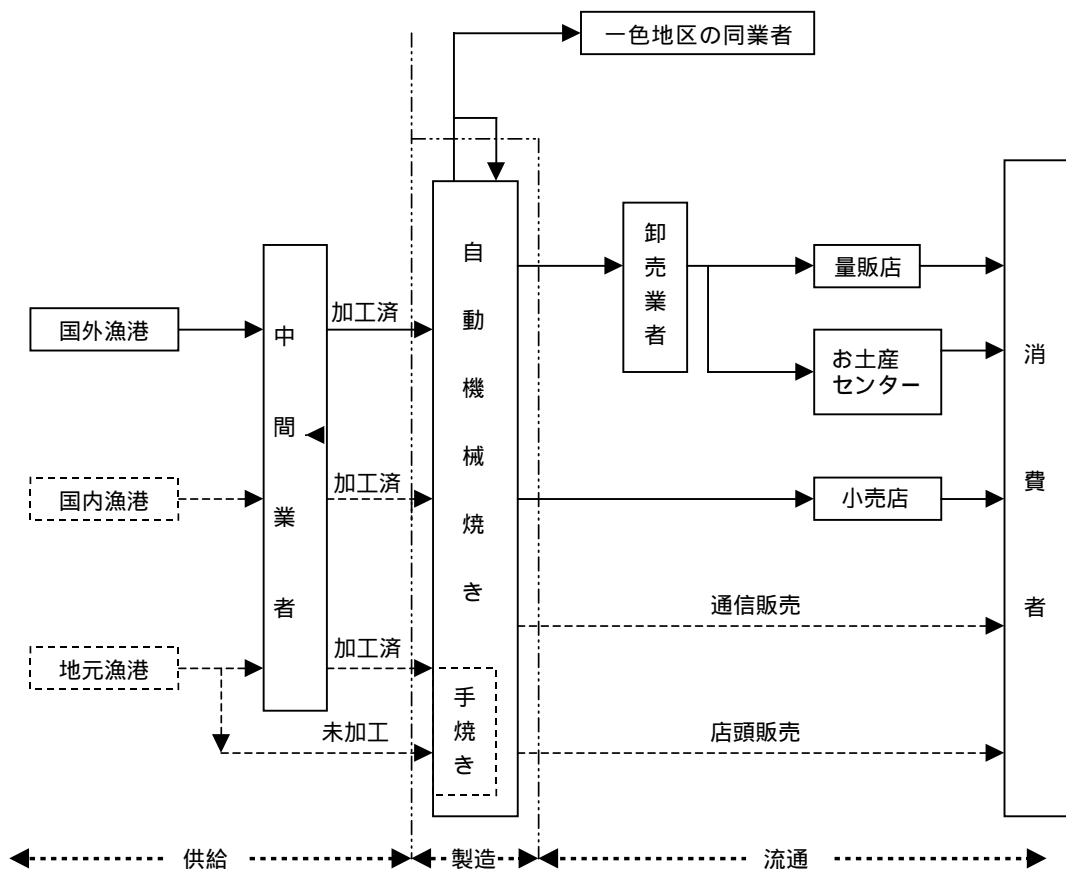 一色地区の同業者
自動機械焼き
卸売業者
量販店
お土産
センター
小売店
消費者
国外漁港
国内漁港
地元漁港
中間業者
加工済
加工済
加工済
未加工
手焼き
通信販売
店頭販売
供給
製造
流通